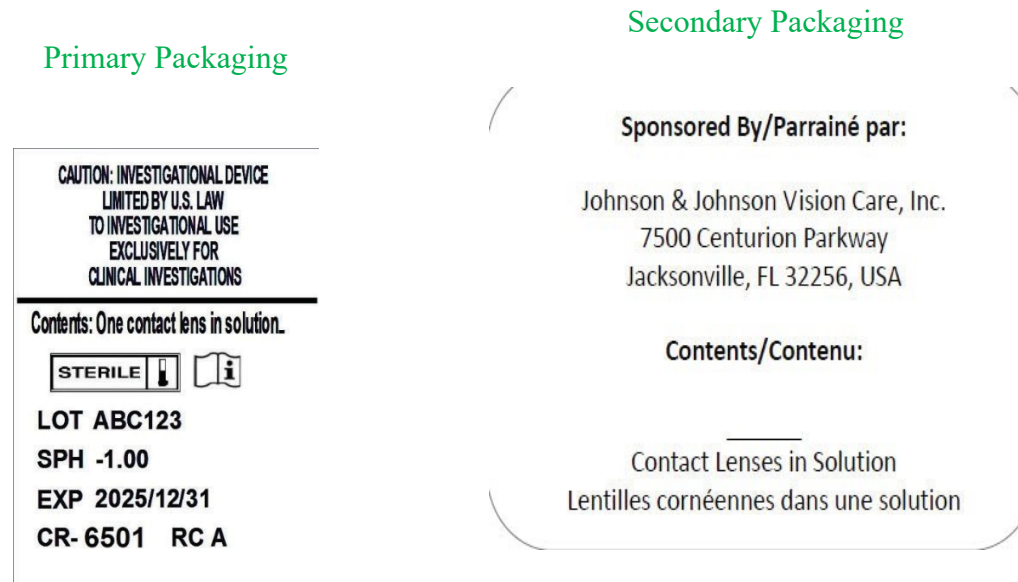 Primary Packaging
CAUTION: INVESTIGATIONAL DEVICE
LIMITED BY U.S. LAW
TO INVESTIGATIONAL USE
EXCLUSIVELY FOR
CLINICAL INVESTIGATIONS
Contents: One contact lens in solution..
STERILE
LOT ABC123
SPH -1.00
EXP 2025/12/31
CR- 6501 RC A
Secondary Packaging
Sponsored By/Parrainé par:
Johnson & Johnson Vision Care, Inc.
7500 Centurion Parkway
Jacksonville, FL 32256, USA
Contents/Contenu:
Contact Lenses in Solution
Lentilles cornéennes dans une solution